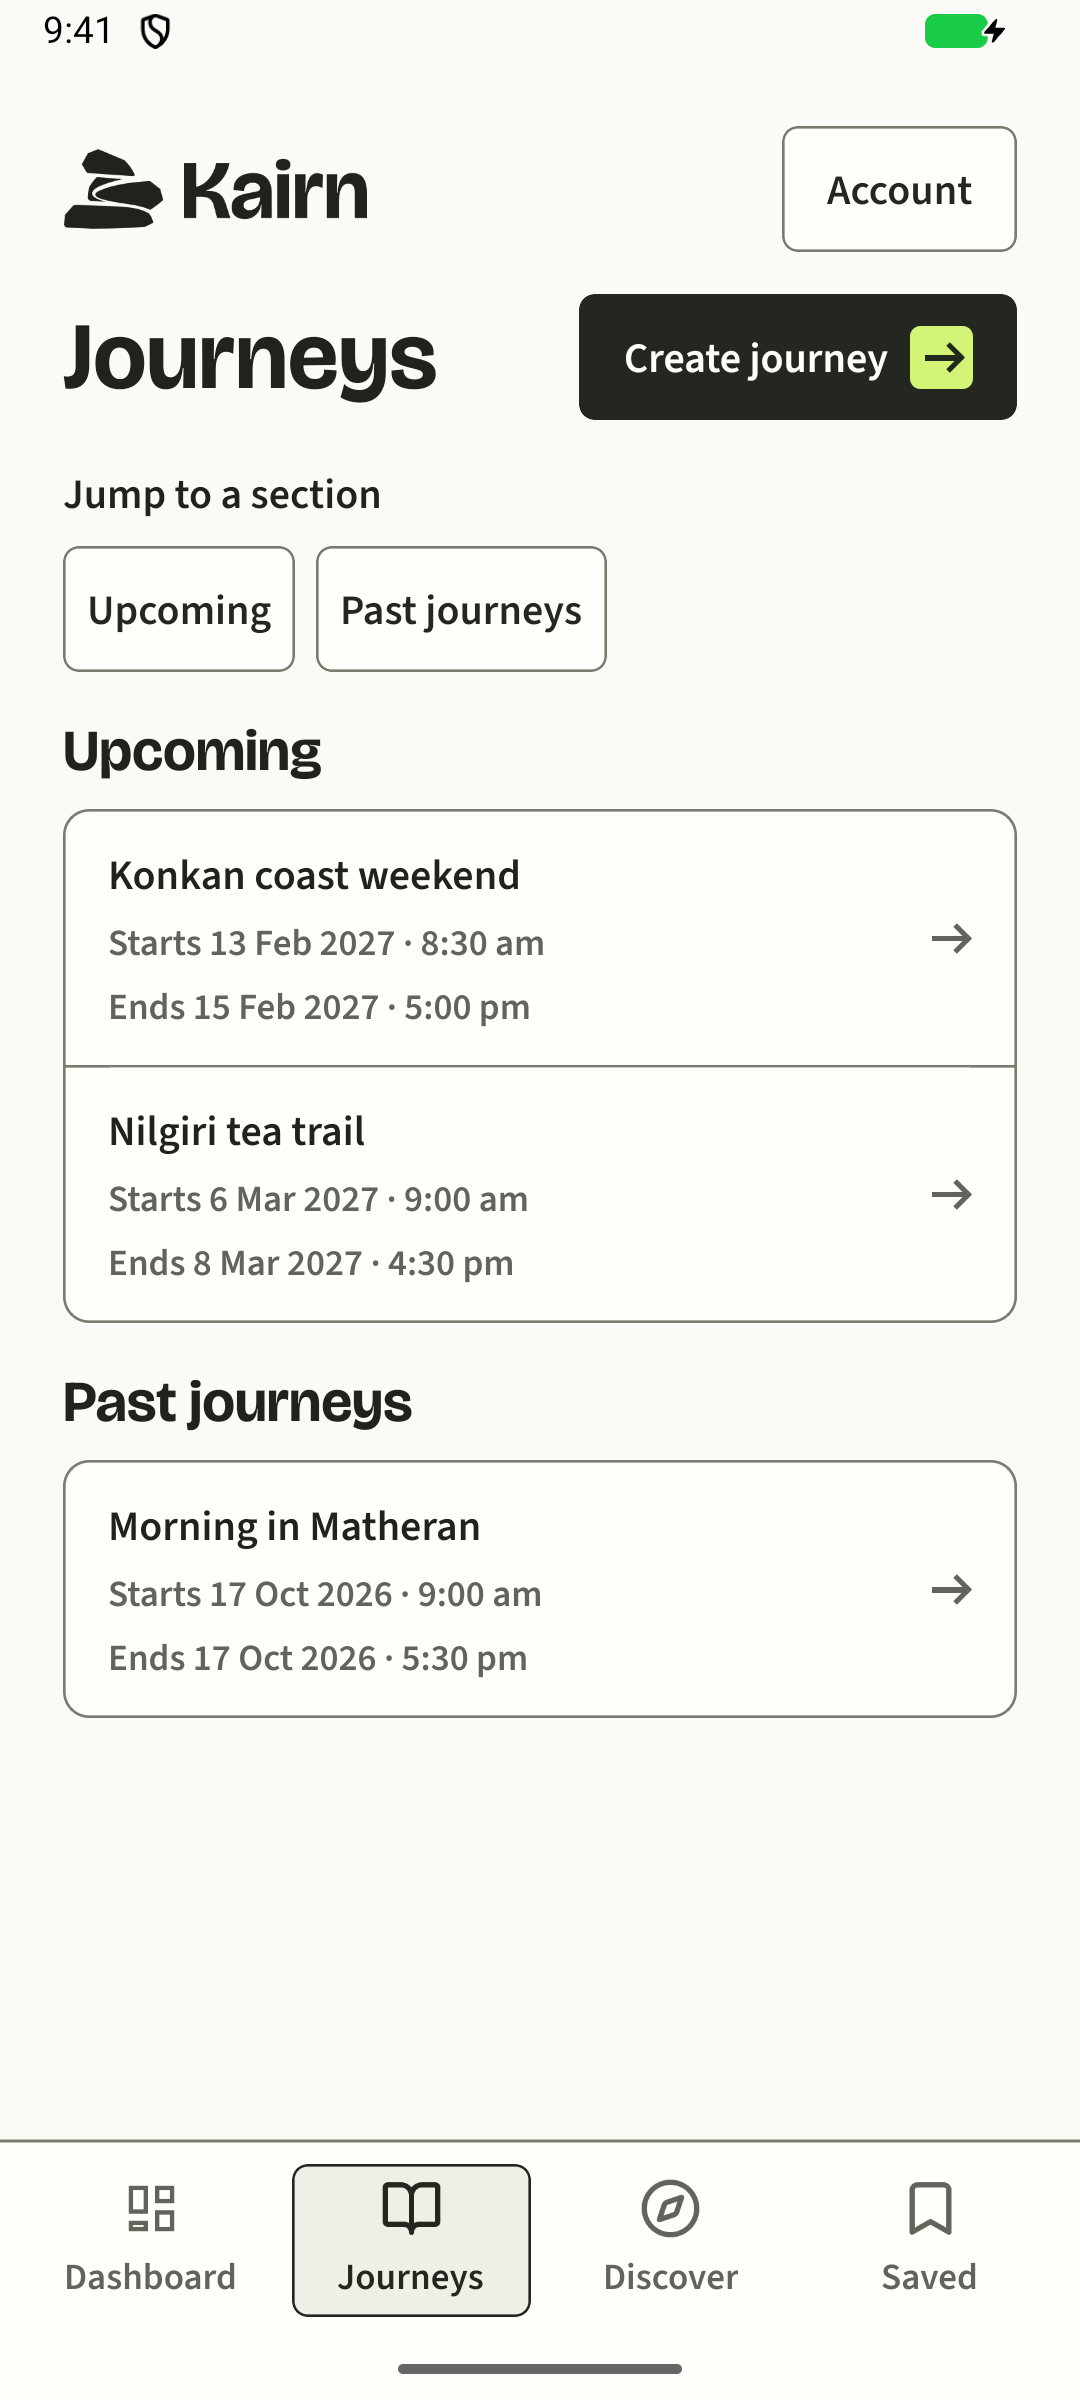 9:41
Kairn
Account
Journeys
Create journey
Jump to a section
Upcoming
Past journeys
Upcoming
Konkan coast weekend
Starts 13 Feb 2027 · 8:30 am
Ends 15 Feb 2027 · 5:00 pm
Nilgiri tea trail
Starts 6 Mar 2027 · 9:00 am
Ends 8 Mar 2027 · 4:30 pm
Past journeys
Morning in Matheran
Starts 17 Oct 2026 · 9:00 am
Ends 17 Oct 2026 · 5:30 pm
Dashboard
Journeys
Discover
Saved